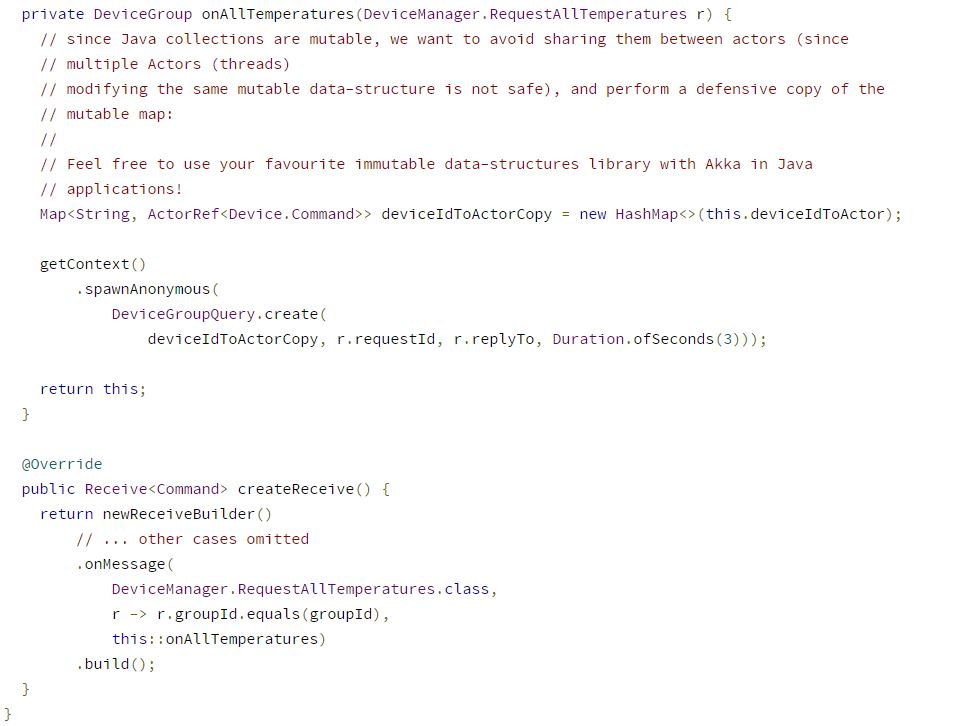 private DeviceGroup onAllTemperatures(DeviceManager.RequestAllTemperatures r) {
// since Java collections are mutable, we want to avoid sharing them between actors (since
// multiple Actors (threads)
// modifying the same mutable data-structure is not safe), and perform a defensive copy of the
// mutable map:
//
// Feel free to use your favourite immutable data-structures library with Akka in Java
// applications!
Map<String, ActorRef<Device.Command>> deviceIdToActorCopy = new HashMap<>(this.deviceIdToActor);
getContext()
.spawnAnonymous(
DeviceGroupQuery.create(
deviceIdToActorCopy, r.requestId, r.replyTo, Duration.ofSeconds(3)));
return this;
}
@Override
public Receive<Command> createReceive() {
return newReceiveBuilder()
// ... other cases omitted
.onMessage(
DeviceManager.RequestAllTemperatures.class,
r -> r.groupId.equals(groupId),
this::onAllTemperatures)
.build();
}
}